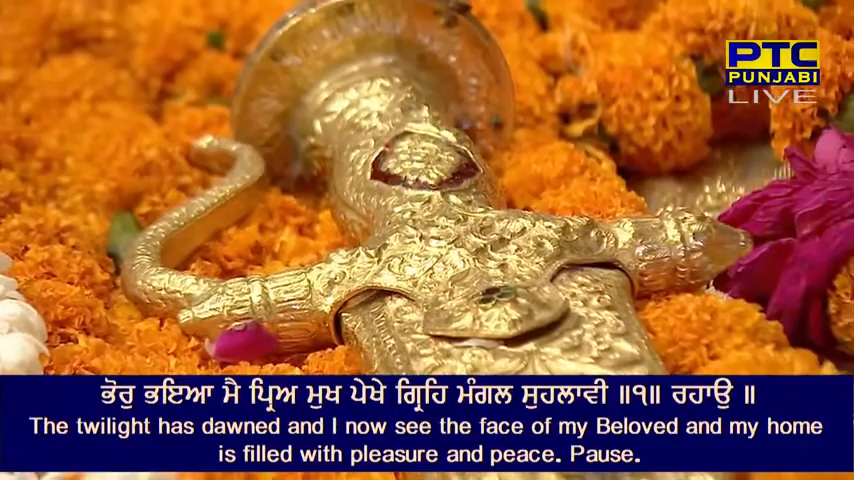 PTC
PUNJABI
LIVE
ਭੋਰੁ ਭਇਆ ਮੈ ਪ੍ਰਿਅ ਮੁਖ ਪੇਖੇ ਗ੍ਰਿਹਿ ਮੰਗਲ ਸੁਹਲਾਵੀ ॥੧॥ ਰਹਾਉ ॥
The twilight has dawned and I now see the face of my Beloved and my home
is filled with pleasure and peace. Pause.